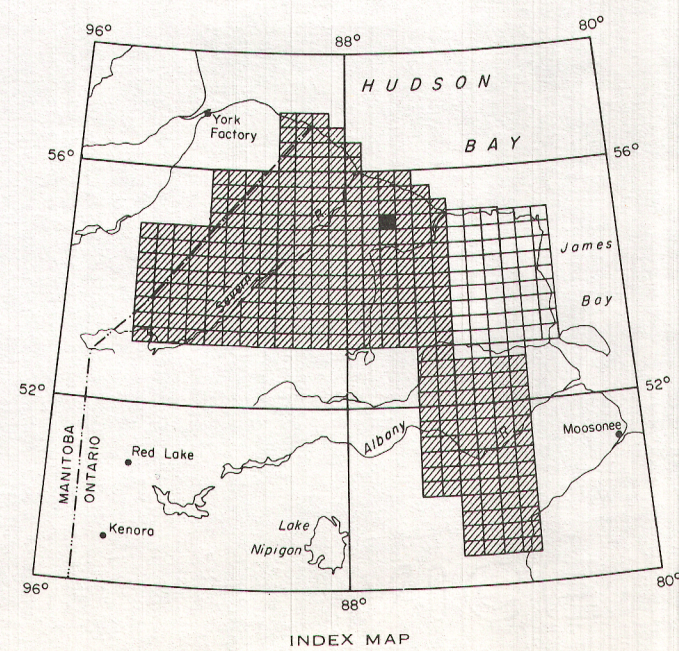 96°
88°
80°
HUDSON
BAY
York
Factory
56°
56°
R.
James
Bay
Severn
52°
52°
Albany
R.
Moosonee
MANITOBA
ONTARIO
Red Lake
Kenora
Lake
Nipigon
96°
88°
80°
INDEX MAP